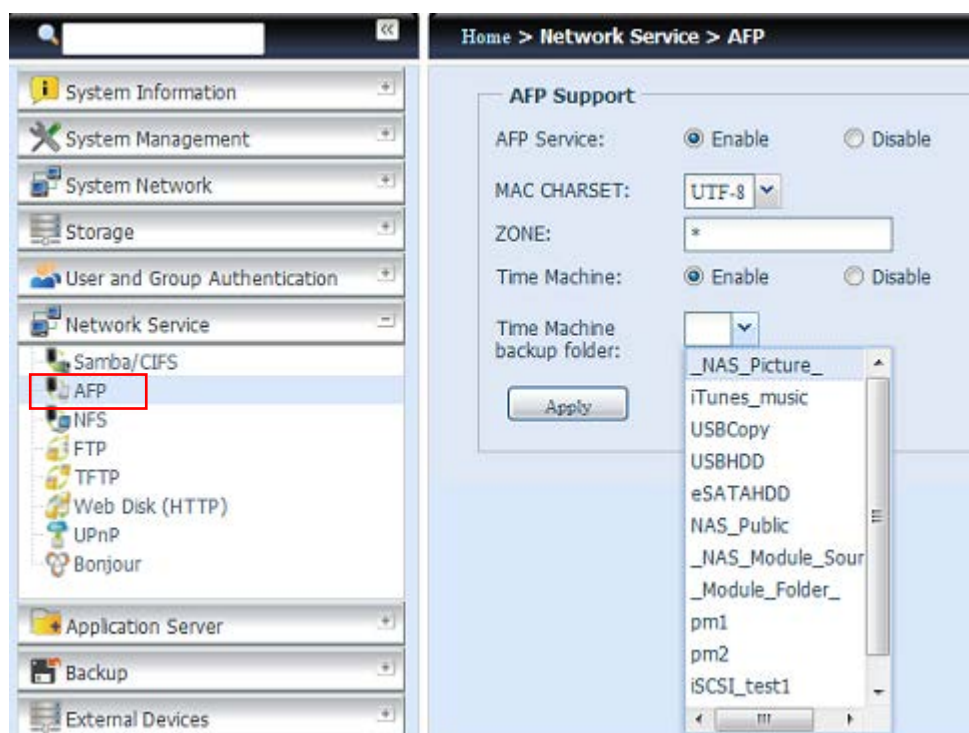 Home > Network Service > AFP
System Information
System Management
System Network
Storage
User and Group Authentication
Network Service
Samba/CIFS
AFP
NFS
FTP
TFTP
Web Disk (HTTP)
UPnP
Bonjour
Application Server
Backup
External Devices
AFP Support
AFP Service: Enable Disable
MAC CHARSET: UTF-8
ZONE: *
Time Machine: Enable Disable
Time Machine
backup folder:
_NAS_Picture_
iTunes_music
USBCopy
USBHDD
eSATAHDD
NAS_Public
_NAS_Module_Sour
_Module_Folder_
pm1
pm2
iSCSI_test1
Apply